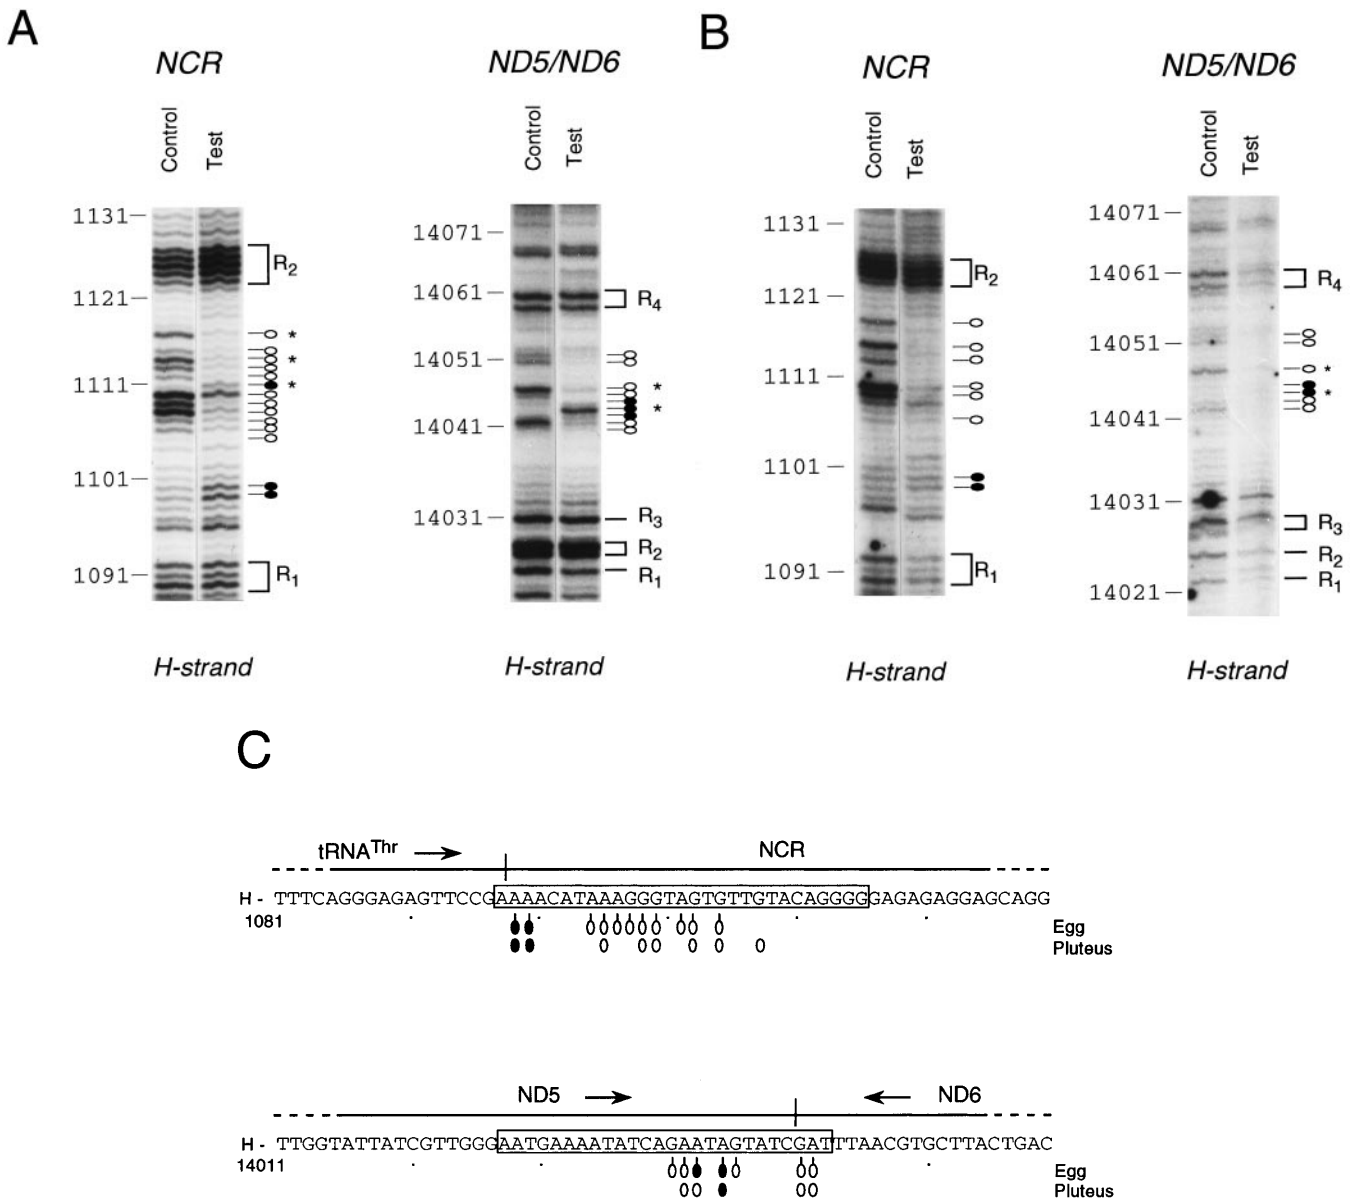 A
B
NCR
ND5/ND6
NCR
ND5/ND6
Control
Test
Control
Test
Control
Test
Control
Test
1131
1121
1111
1101
1091
R2
R1
*
*
*
14071
14061
14051
14041
14031
R4
R3
R2
R1
*
*
1131
1121
1111
1101
1091
R2
R1
14071
14061
14051
14041
14031
14021
R4
R3
R2
R1
*
*
H-strand
H-strand
H-strand
H-strand
C
tRNAThr
NCR
H - TTTCAGGGAGAGTTCCGAAAACATAAAGGGTAGTGTTGTACAGGGGGAGAGAGGAGCAGG
1081
Egg
Pluteus
ND5
ND6
H - TTGGTATTATCGTTGGGAATGAAAATATCAGAATAGTATCGATTTAACGTGCTTACTGAC
14011
Egg
Pluteus